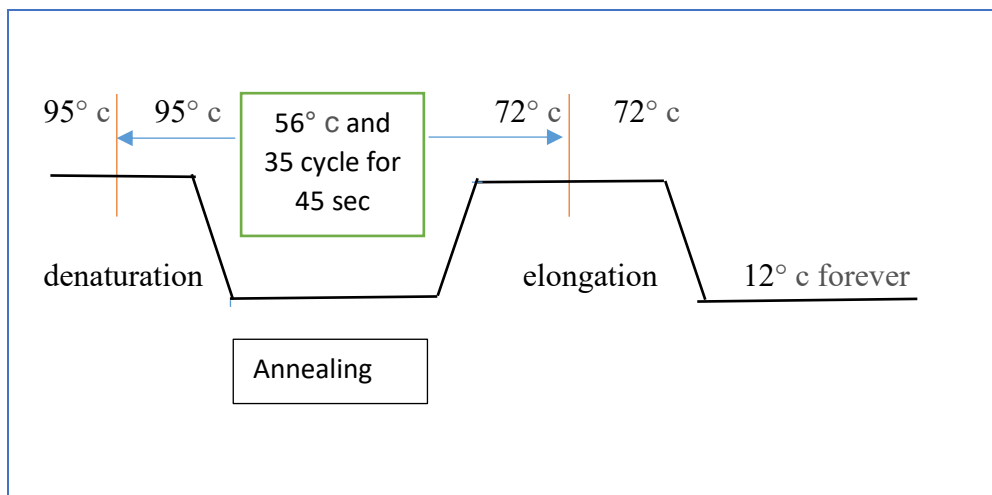 95° c 95° c 72° c 72° c
56° c and
35 cycle for
45 sec
denaturation elongation 12° c forever
Annealing